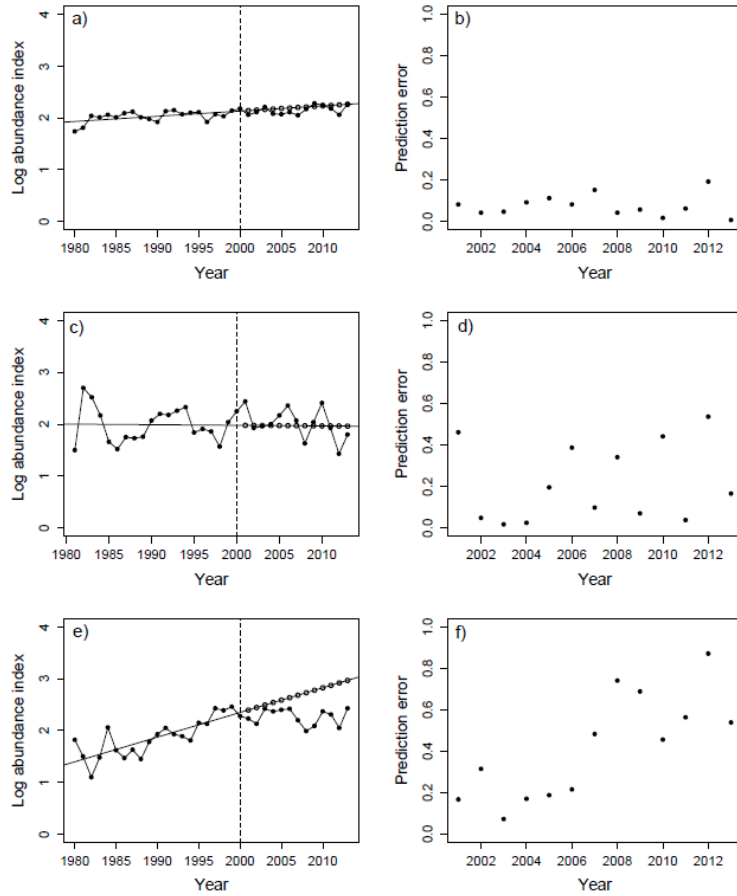 a)
Log abundance index
0 1 2 3 4
1980 1985 1990 1995 2000 2005 2010
Year
b)
Prediction error
0.0 0.2 0.4 0.6 0.8 1.0
2002 2004 2006 2008 2010 2012
Year
c)
Log abundance index
0 1 2 3 4
1980 1985 1990 1995 2000 2005 2010
Year
d)
Prediction error
0.0 0.2 0.4 0.6 0.8 1.0
2002 2004 2006 2008 2010 2012
Year
e)
Log abundance index
0 1 2 3 4
1980 1985 1990 1995 2000 2005 2010
Year
f)
Prediction error
0.0 0.2 0.4 0.6 0.8 1.0
2002 2004 2006 2008 2010 2012
Year